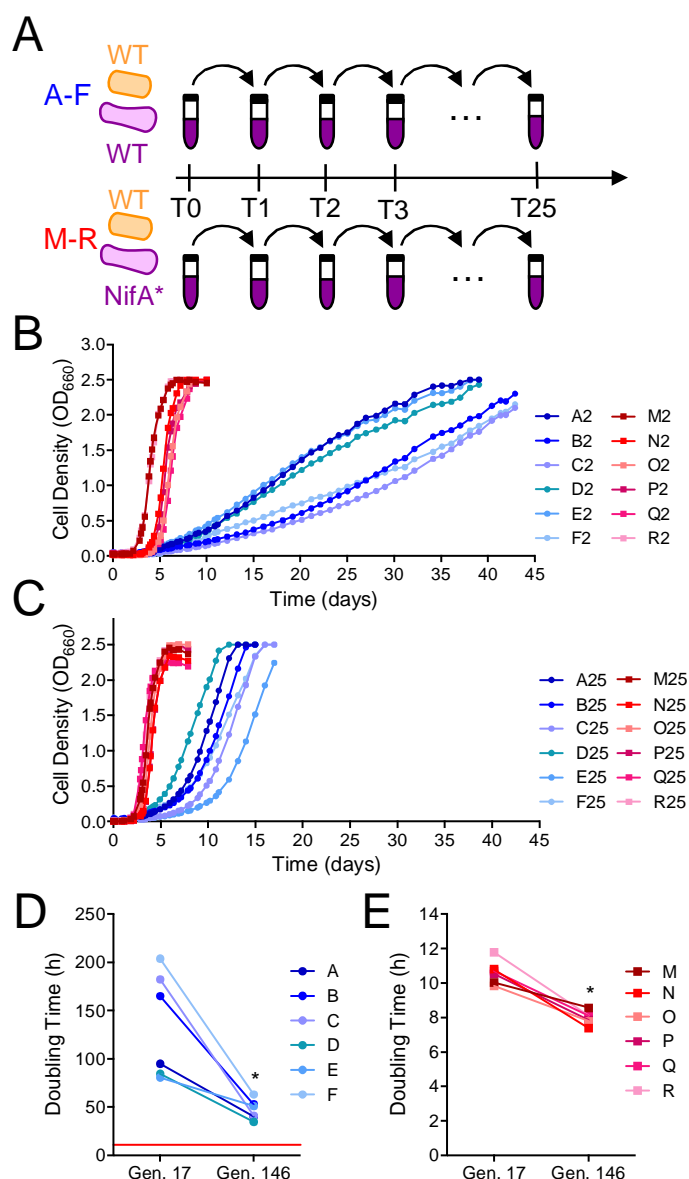 A
WT
A-F
WT
...
T0 T1 T2 T3 T25
WT
M-R
NifA*
...
B
Cell Density (OD660)
3.0
2.5
2.0
1.5
1.0
0.5
0.0
0 5 10 15 20 25 30 35 40 45
Time (days)
A2 M2
B2 N2
C2 O2
D2 P2
E2 Q2
F2 R2
C
Cell Density (OD660)
2.5
2.0
1.5
1.0
0.5
0.0
0 5 10 15 20 25 30 35 40 45
Time (days)
A25 M25
B25 N25
C25 O25
D25 P25
E25 Q25
F25 R25
D
Doubling Time (h)
250
200
150
100
50
0
*
Gen. 17 Gen. 146
A
B
C
D
E
F
E
Doubling Time (h)
14
12
10
8
6
4
2
0
*
Gen. 17 Gen. 146
M
N
O
P
Q
R